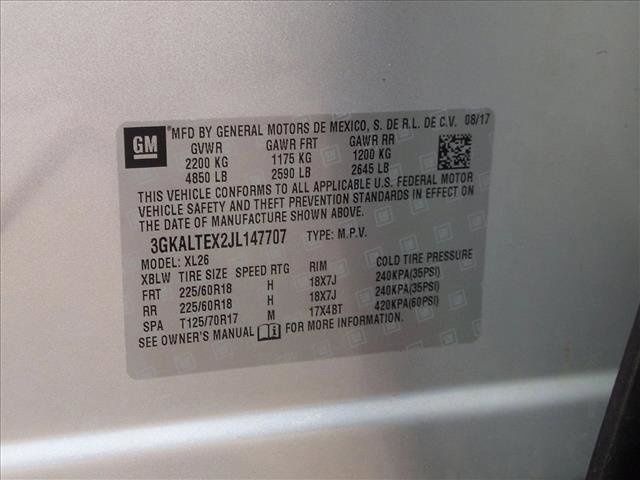 GM
MFD BY GENERAL MOTORS DE MEXICO, S. DE R.L. DE C.V. 08/17
GVWR GAWR FRT GAWR RR
2200 KG 1175 KG 1200 KG
4850 LB 2590 LB 2645 LB
THIS VEHICLE CONFORMS TO ALL APPLICABLE U.S. FEDERAL MOTOR
VEHICLE SAFETY AND THEFT PREVENTION STANDARDS IN EFFECT ON
THE DATE OF MANUFACTURE SHOWN ABOVE.
3GKALTEX2JL147707 TYPE: M.P.V.
MODEL: XL26
XBLW TIRE SIZE SPEED RTG RIM COLD TIRE PRESSURE
FRT 225/60R18 H 18X7J 240KPA(35PSI)
RR 225/60R18 H 18X7J 240KPA(35PSI)
SPA T125/70R17 M 17X4BT 420KPA(60PSI)
SEE OWNER'S MANUAL FOR MORE INFORMATION.